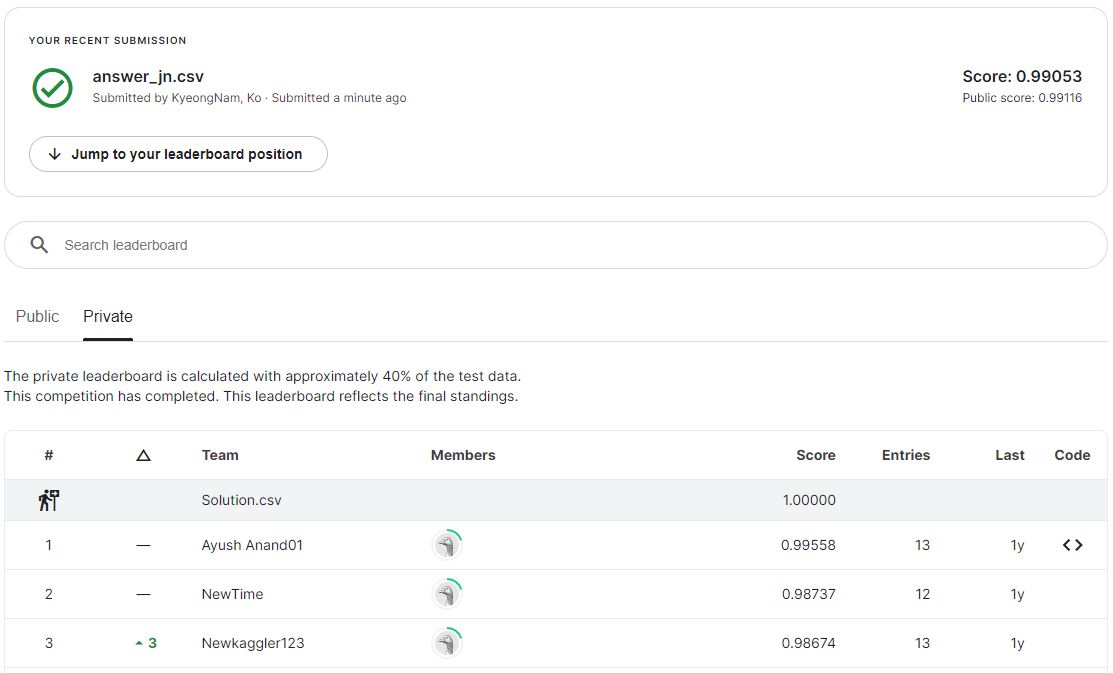 YOUR RECENT SUBMISSION
answer_jn.csv
Submitted by KyeongNam, Ko · Submitted a minute ago
Score: 0.99053
Public score: 0.99116
Jump to your leaderboard position
Search leaderboard
Public Private
The private leaderboard is calculated with approximately 40% of the test data.
This competition has completed. This leaderboard reflects the final standings.
# △ Team Members Score Entries Last Code
Solution.csv 1.00000
1 — Ayush Anand01 0.99558 13 1y <>
2 — NewTime 0.98737 12 1y
3 3 Newkaggler123 0.98674 13 1y